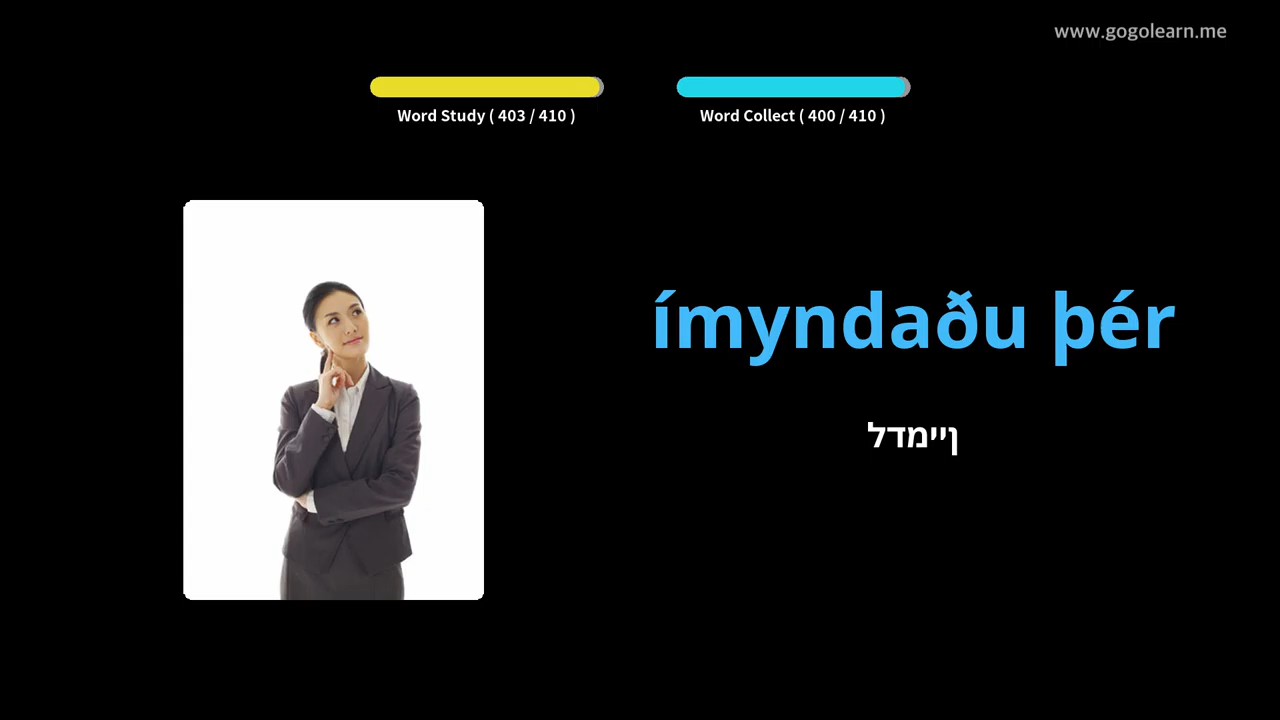 www.gogolearn.me
Word Study ( 403 / 410 )
Word Collect ( 400 / 410 )
ímyndaðu þér
ןיימדל